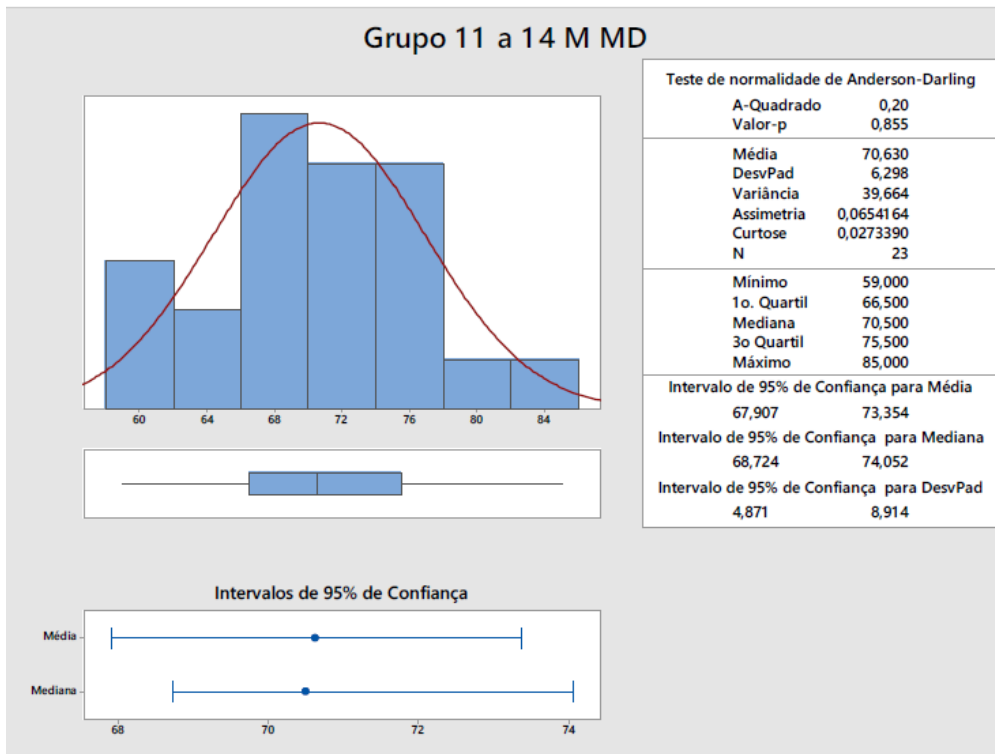 Grupo 11 a 14 M MD
60 64 68 72 76 80 84
Teste de normalidade de Anderson-Darling
A-Quadrado 0,20
Valor-p 0,855
Média 70,630
DesvPad 6,298
Variância 39,664
Assimetria 0,0654164
Curtose 0,0273390
N 23
Mínimo 59,000
1o. Quartil 66,500
Mediana 70,500
3o Quartil 75,500
Máximo 85,000
Intervalo de 95% de Confiança para Média
67,907 73,354
Intervalo de 95% de Confiança para Mediana
68,724 74,052
Intervalo de 95% de Confiança para DesvPad
4,871 8,914
Intervalos de 95% de Confiança
Média
Mediana
68 70 72 74